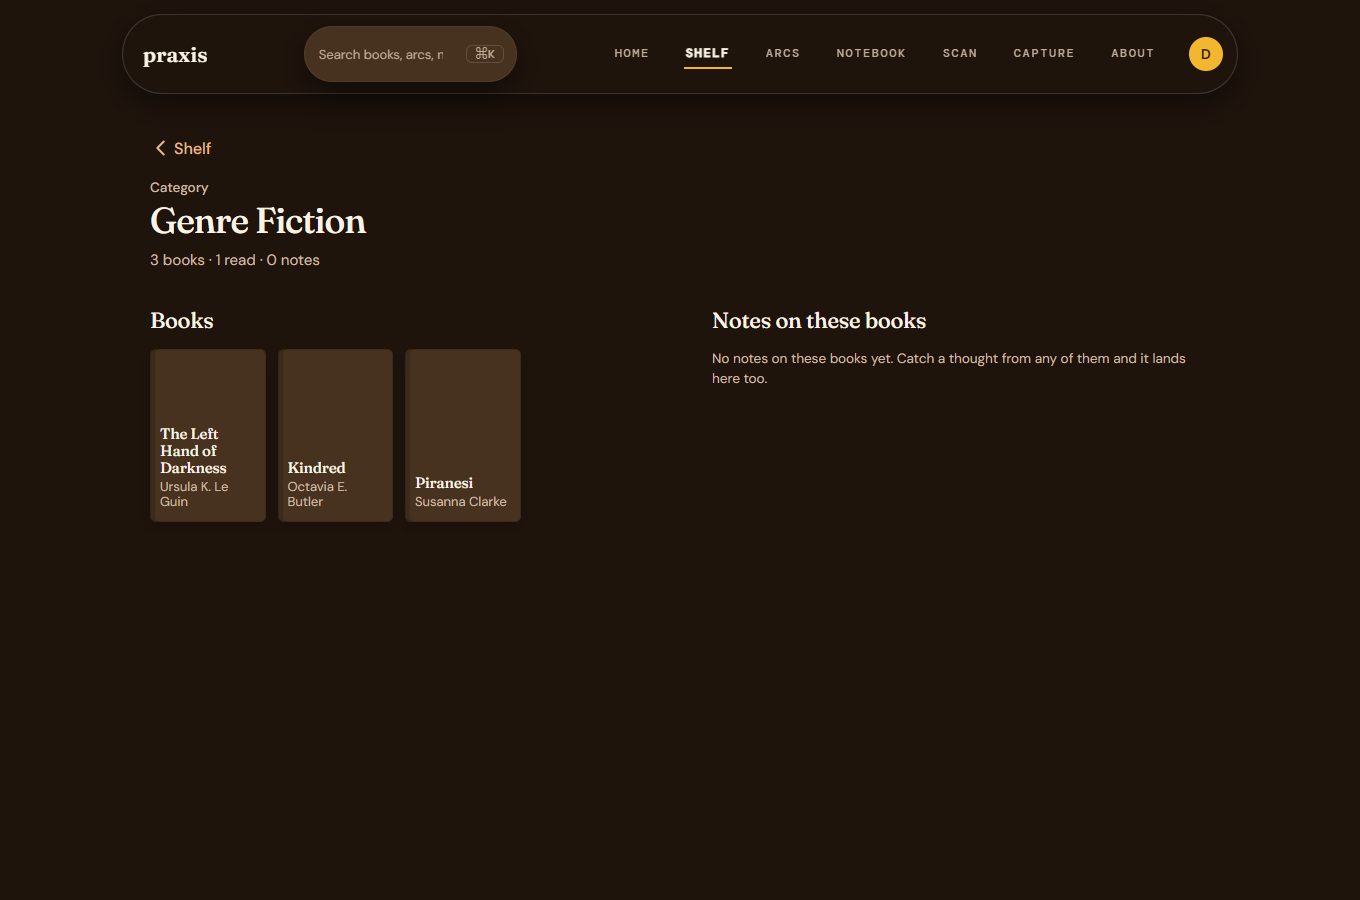 praxis
Search books, arcs, n
⌘K
HOME
SHELF
ARCS
NOTEBOOK
SCAN
CAPTURE
ABOUT
D
Shelf
Category
Genre Fiction
3 books · 1 read · 0 notes
Books
The Left
Hand of
Darkness
Ursula K. Le
Guin
Kindred
Octavia E.
Butler
Piranesi
Susanna Clarke
Notes on these books
No notes on these books yet. Catch a thought from any of them and it lands
here too.